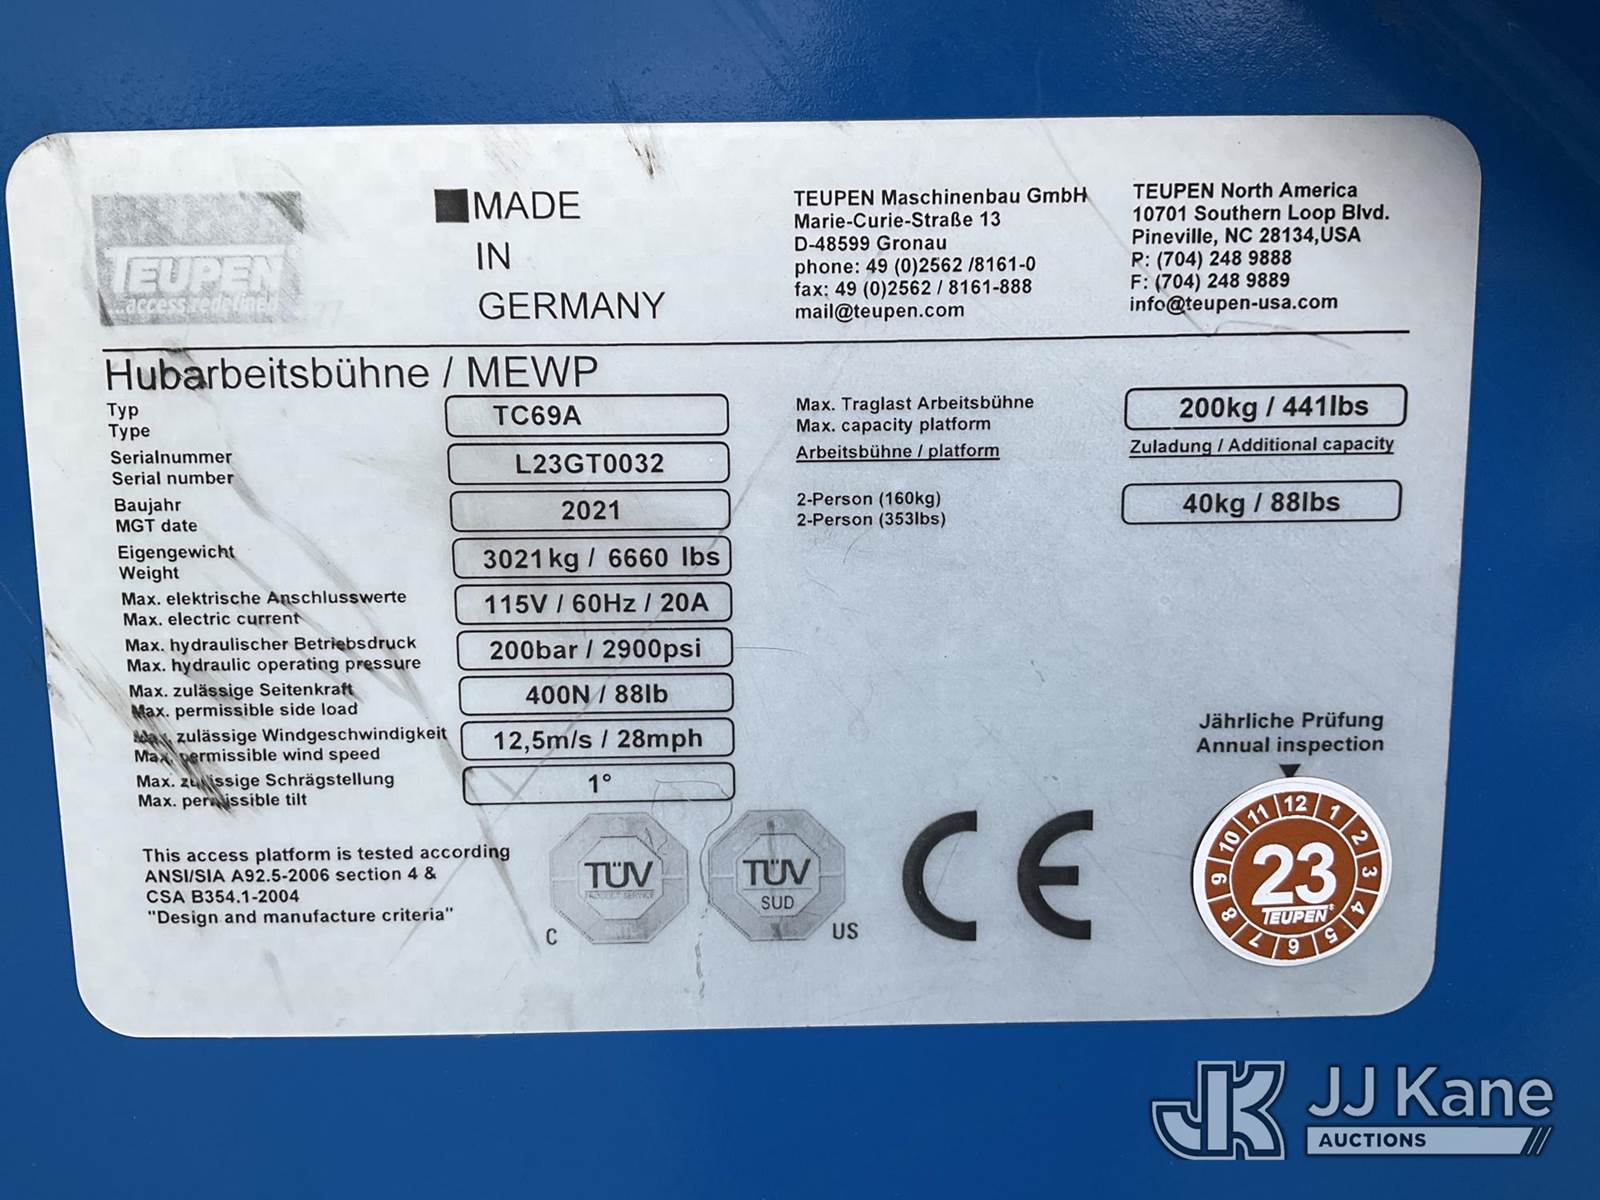 TEUPEN
...access redefined
MADE
IN
GERMANY
TEUPEN Maschinenbau GmbH
Marie-Curie-Straße 13
D-48599 Gronau
phone: 49 (0)2562 /8161-0
fax: 49 (0)2562 / 8161-888
mail@teupen.com
TEUPEN North America
10701 Southern Loop Blvd.
Pineville, NC 28134,USA
P: (704) 248 9888
F: (704) 248 9889
info@teupen-usa.com
Hubarbeitsbühne / MEWP
Typ
Type
TC69A
Serialnummer
Serial number
L23GT0032
Baujahr
MGT date
2021
Eigengewicht
Weight
3021kg / 6660 lbs
Max. elektrische Anschlusswerte
Max. electric current
115V / 60Hz / 20A
Max. hydraulischer Betriebsdruck
Max. hydraulic operating pressure
200bar / 2900psi
Max. zulässige Seitenkraft
Max. permissible side load
400N / 88lb
Max. zulässige Windgeschwindigkeit
Max. permissible wind speed
12,5m/s / 28mph
Max. zulässige Schrägstellung
Max. permissible tilt
1°
Max. Traglast Arbeitsbühne
Max. capacity platform
200kg / 441lbs
Arbeitsbühne / platform
Zuladung / Additional capacity
2-Person (160kg)
2-Person (353lbs)
40kg / 88lbs
This access platform is tested according
ANSI/SIA A92.5-2006 section 4 &
CSA B354.1-2004
"Design and manufacture criteria"
C
TÜV
PRODUCT SERVICE
NRTL
TÜV
SUD
US
CE
Jährliche Prüfung
Annual inspection
12 1 2 3 4 5 6 7 8 9 10 11
23
TEUPEN
JK
JJ Kane
AUCTIONS